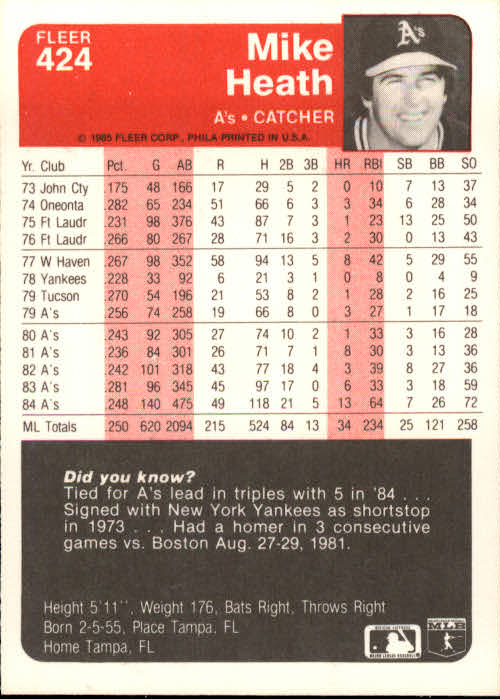 FLEER
424
Mike
Heath
A's • CATCHER
A's
© 1985 FLEER CORP., PHILA-PRINTED IN U.S.A.
Yr. Club Pct. G AB R H 2B 3B HR RBI SB BB SO
73 John Cty .175 48 166 17 29 5 2 0 10 7 13 37
74 Oneonta .282 65 234 51 66 6 3 3 34 6 28 34
75 Ft Laudr .231 98 376 43 87 7 3 1 23 13 25 50
76 Ft Laudr .266 80 267 28 71 16 3 2 30 0 13 43
77 W Haven .267 98 352 58 94 13 5 8 42 5 29 55
78 Yankees .228 33 92 6 21 3 1 0 8 0 4 9
79 Tucson .270 54 196 21 53 8 2 1 28 2 16 25
79 A's .256 74 258 19 66 8 0 3 27 1 17 18
80 A's .243 92 305 27 74 10 2 1 33 3 16 28
81 A's .236 84 301 26 71 7 1 8 30 3 13 36
82 A's .242 101 318 43 77 18 4 3 39 8 27 36
83 A's .281 96 345 45 97 17 0 6 33 3 18 59
84 A's .248 140 475 49 118 21 5 13 64 7 26 72
ML Totals .250 620 2094 215 524 84 13 34 234 25 121 258
Did you know?
Tied for A's lead in triples with 5 in '84 . . .
Signed with New York Yankees as shortstop
in 1973 . . . Had a homer in 3 consecutive
games vs. Boston Aug. 27-29, 1981.
Height 5'11", Weight 176, Bats Right, Throws Right
Born 2-5-55, Place Tampa, FL
Home Tampa, FL